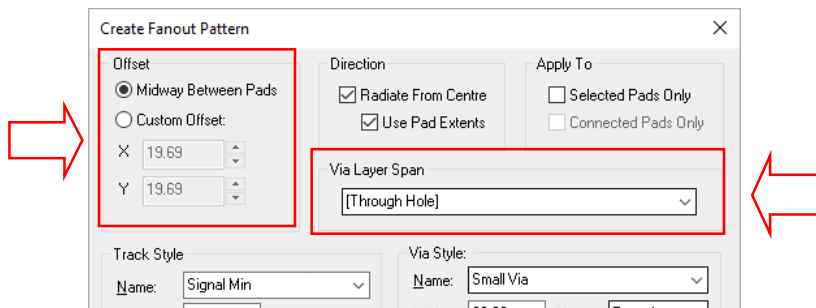 Create Fanout Pattern
Offset
Midway Between Pads
Custom Offset:
X 19.69
Y 19.69
Direction
Radiate From Centre
Use Pad Extents
Apply To
Selected Pads Only
Connected Pads Only
Via Layer Span
[Through Hole]
Track Style
Name: Signal Min
Via Style:
Name: Small Via